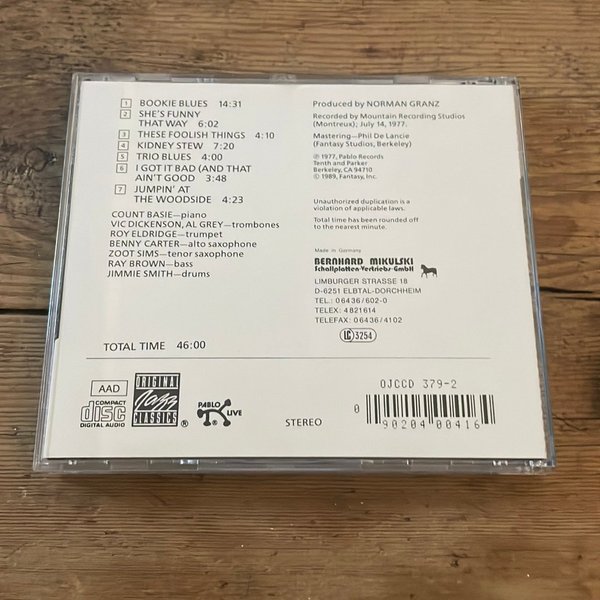 1 BOOKIE BLUES 14:31
2 SHE'S FUNNY
THAT WAY 6:02
3 THESE FOOLISH THINGS 4:10
4 KIDNEY STEW 7:20
5 TRIO BLUES 4:00
6 I GOT IT BAD (AND THAT
AIN'T GOOD 3:48
7 JUMPIN' AT
THE WOODSIDE 4:23
COUNT BASIE—piano
VIC DICKENSON, AL GREY—trombones
ROY ELDRIDGE—trumpet
BENNY CARTER—alto saxophone
ZOOT SIMS—tenor saxophone
RAY BROWN—bass
JIMMIE SMITH—drums
TOTAL TIME 46:00
Produced by NORMAN GRANZ
Recorded by Mountain Recording Studios
(Montreux); July 14, 1977.
Mastering—Phil De Lancie
(Fantasy Studios, Berkeley)
℗ 1977, Pablo Records
Tenth and Parker
Berkeley, CA 94710
© 1989, Fantasy, Inc.
Unauthorized duplication is a
violation of applicable laws.
Total time has been rounded off
to the nearest minute.
Made in Germany
BERNHARD MIKULSKI
Schallplatten-Vertriebs-GmbH
LIMBURGER STRASSE 18
D-6251 ELBTAL-DORCHHEIM
TEL.: 06436/602-0
TELEX: 4821614
TELEFAX: 06436/4102
LC 3254
AAD
COMPACT
disc
DIGITAL AUDIO
ORIGINAL
Jazz
CLASSICS
®
PABLO LIVE
®
STEREO
OJCCD 379-2
0 90204 00416